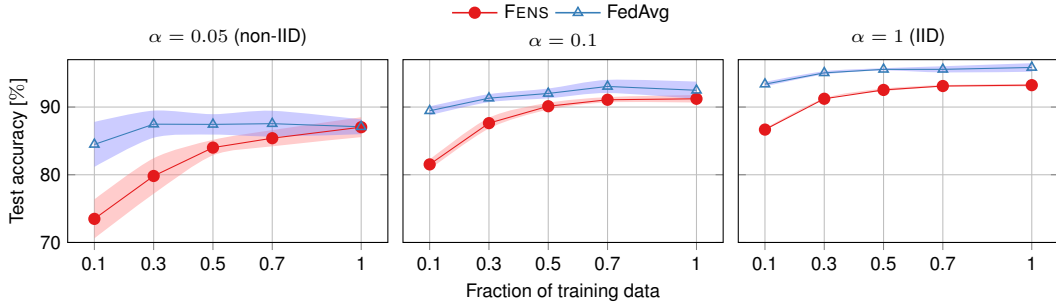 FENS FedAvg
α = 0.05 (non-IID) α = 0.1 α = 1 (IID)
Test accuracy [%]
90
80
70
0.1 0.3 0.5 0.7 1 0.1 0.3 0.5 0.7 1 0.1 0.3 0.5 0.7 1
Fraction of training data